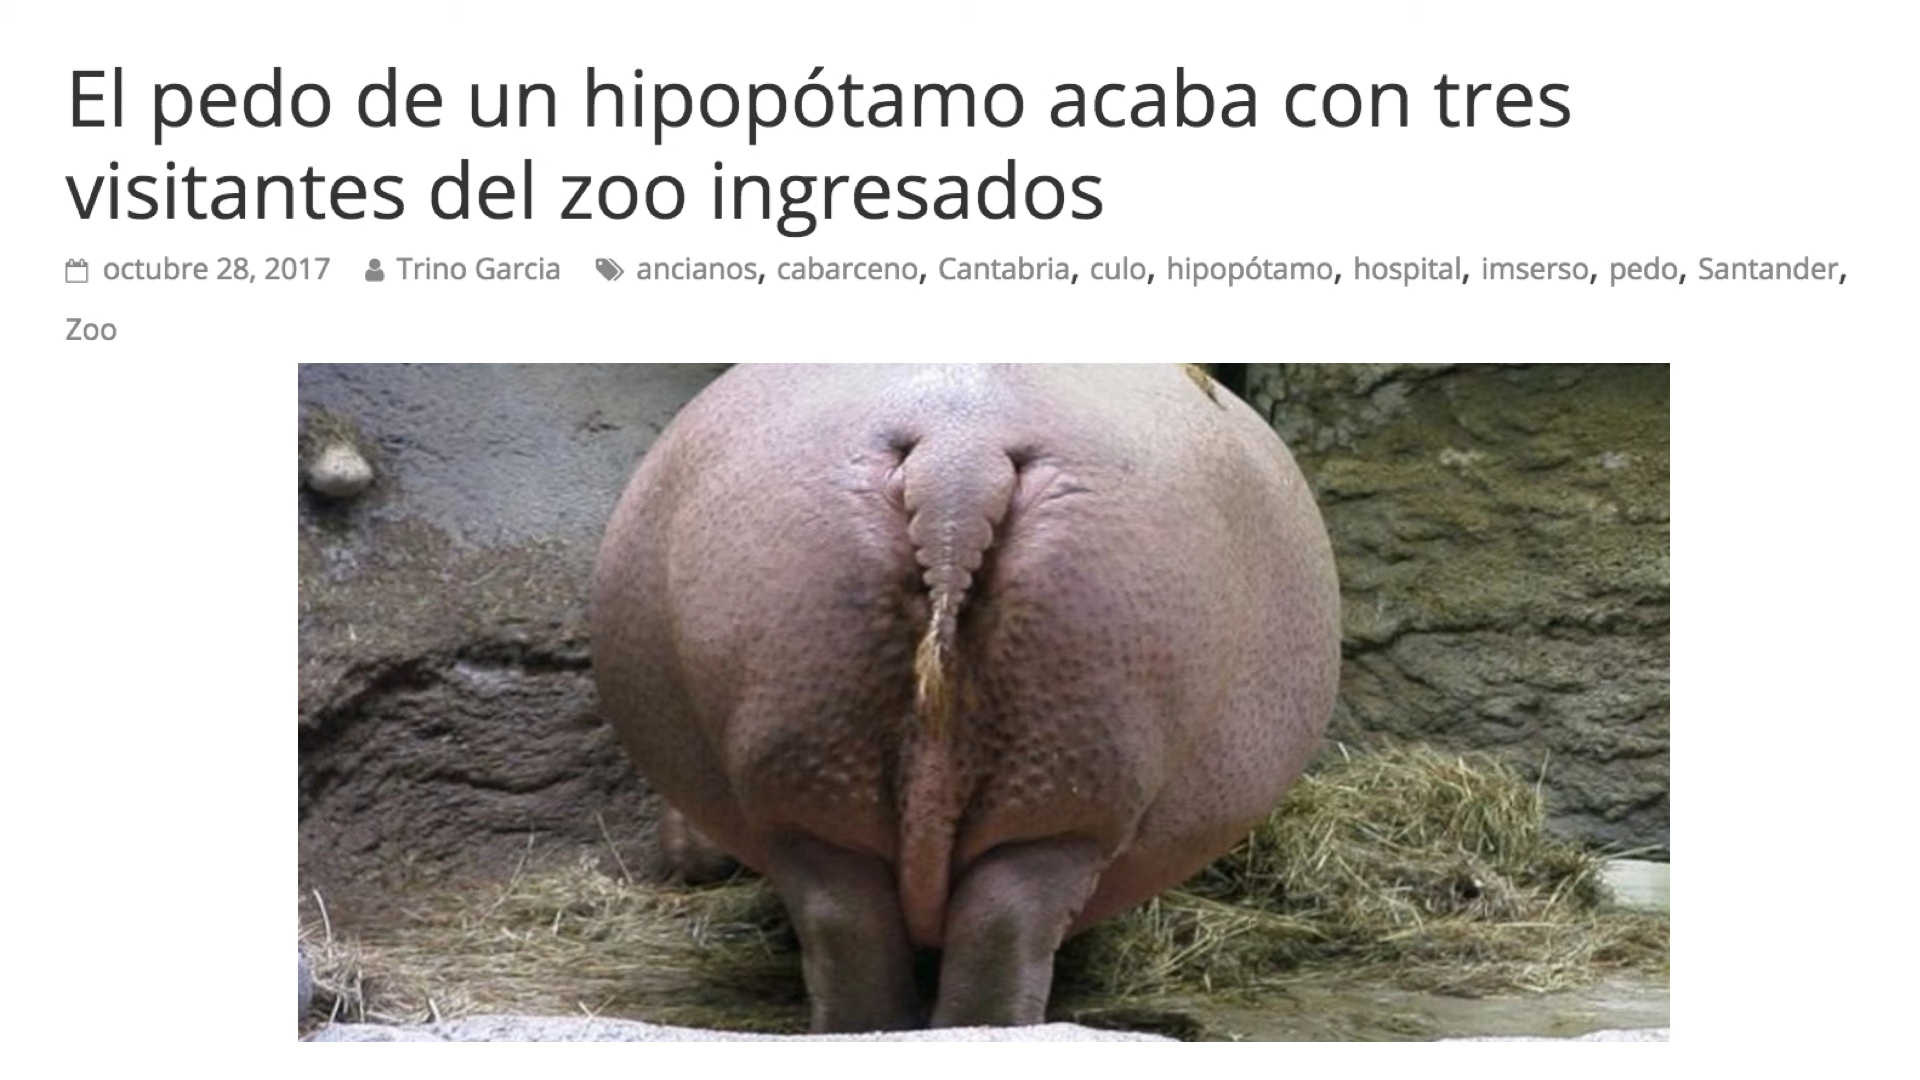 El pedo de un hipopótamo acaba con tres
visitantes del zoo ingresados
octubre 28, 2017 Trino Garcia ancianos, cabarceno, Cantabria, culo, hipopótamo, hospital, imserso, pedo, Santander,
Zoo